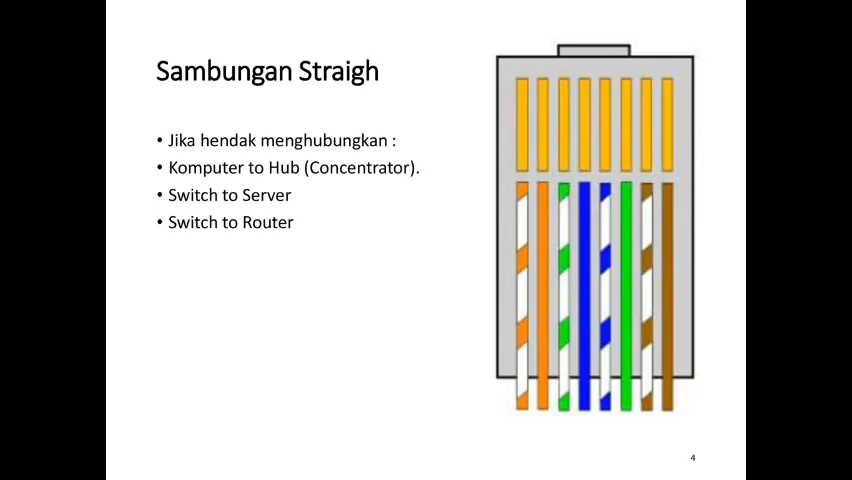 Sambungan Straigh
• Jika hendak menghubungkan :
• Komputer to Hub (Concentrator).
• Switch to Server
• Switch to Router
4